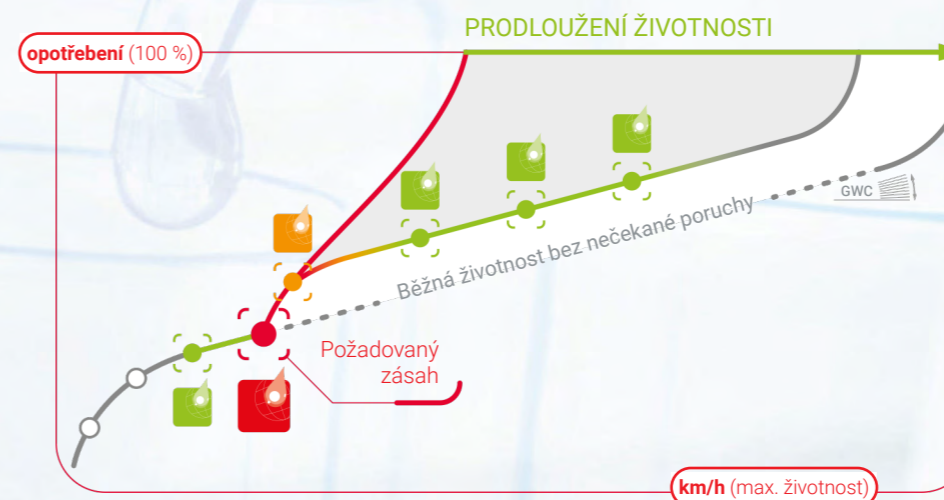 PRODLOUŽENÍ ŽIVOTNOSTI
opotřebení (100 %)
GWC
Běžná životnost bez nečekané poruchy
Požadovaný
zásah
km/h (max. životnost)